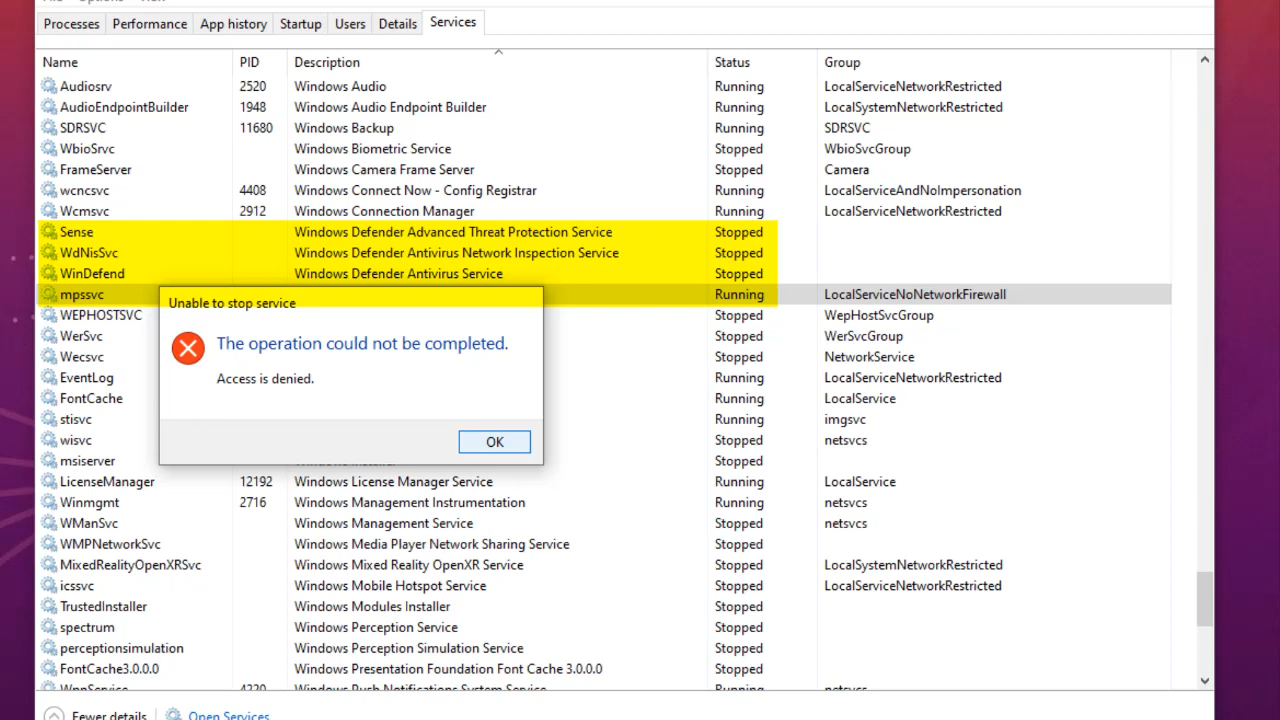 Processes Performance App history Startup Users Details Services
Name PID Description Status Group
Audiosrv 2520 Windows Audio Running LocalServiceNetworkRestricted
AudioEndpointBuilder 1948 Windows Audio Endpoint Builder Running LocalSystemNetworkRestricted
SDRSVC 11680 Windows Backup Running SDRSVC
WbioSrvc Windows Biometric Service Stopped WbioSvcGroup
FrameServer Windows Camera Frame Server Stopped Camera
wcncsvc 4408 Windows Connect Now - Config Registrar Running LocalServiceAndNoImpersonation
Wcmsvc 2912 Windows Connection Manager Running LocalServiceNetworkRestricted
Sense Windows Defender Advanced Threat Protection Service Stopped
WdNisSvc Windows Defender Antivirus Network Inspection Service Stopped
WinDefend Windows Defender Antivirus Service Stopped
mpssvc Running LocalServiceNoNetworkFirewall
Unable to stop service
The operation could not be completed.
Access is denied.
OK
WEPHOSTSVC Stopped WepHostSvcGroup
WerSvc Stopped WerSvcGroup
Wecsvc Stopped NetworkService
EventLog Running LocalServiceNetworkRestricted
FontCache Running LocalService
stisvc Running imgsvc
wisvc Stopped netsvcs
msiserver Stopped
LicenseManager 12192 Windows License Manager Service Running LocalService
Winmgmt 2716 Windows Management Instrumentation Running netsvcs
WManSvc Windows Management Service Stopped netsvcs
WMPNetworkSvc Windows Media Player Network Sharing Service Stopped
MixedRealityOpenXRSvc Windows Mixed Reality OpenXR Service Stopped LocalSystemNetworkRestricted
icssvc Windows Mobile Hotspot Service Stopped LocalServiceNetworkRestricted
TrustedInstaller Windows Modules Installer Stopped
spectrum Windows Perception Service Stopped
perceptionsimulation Windows Perception Simulation Service Stopped
FontCache3.0.0.0 Windows Presentation Foundation Font Cache 3.0.0.0 Stopped
WpnService 4220 Windows Push Notifications System Service Running netsvcs
Fewer details Open Services